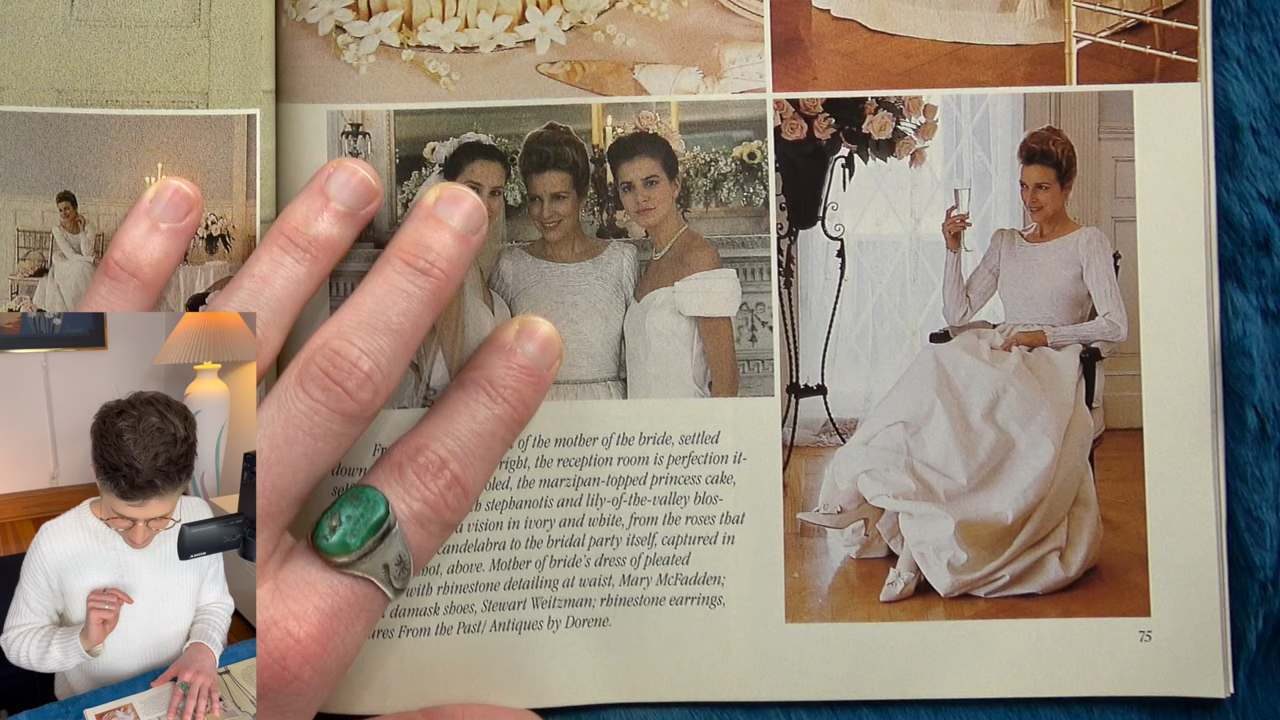 of the mother of the bride, settled
down right, the reception room is perfection it-
the marzipan-topped princess cake,
stephanotis and lily-of-the-valley blos-
vision in ivory and white, from the roses that
candelabra to the bridal party itself, captured in
above. Mother of bride's dress of pleated
with rhinestone detailing at waist, Mary McFadden;
damask shoes, Stewart Weitzman; rhinestone earrings,
From the Past/ Antiques by Dorene.
75